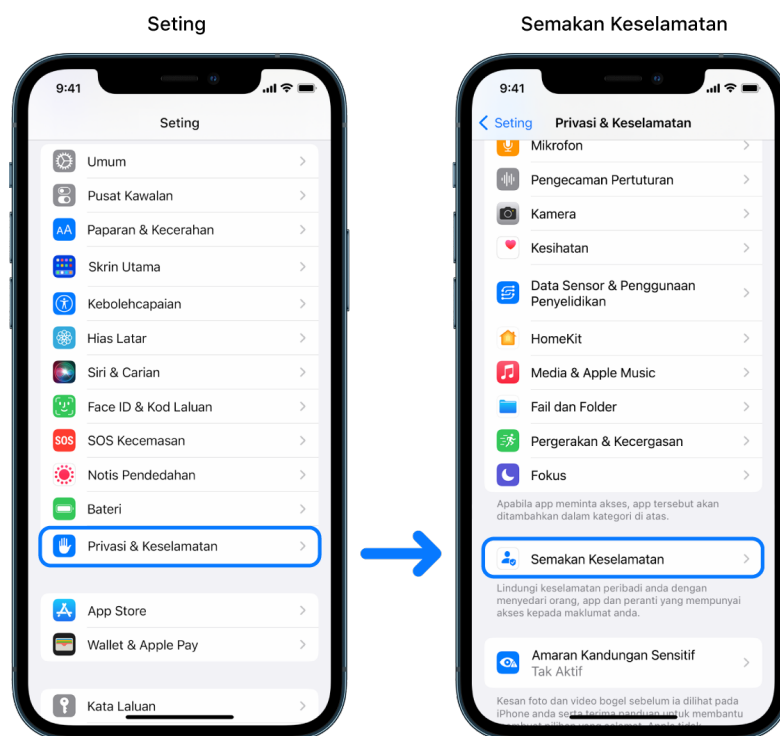 Seting
9:41
Seting
Umum
Pusat Kawalan
AA Paparan & Kecerahan
Skrin Utama
Kebolehcapaian
Hias Latar
Siri & Carian
Face ID & Kod Laluan
SOS SOS Kecemasan
Notis Pendedahan
Bateri
Privasi & Keselamatan
App Store
Wallet & Apple Pay
Kata Laluan
Semakan Keselamatan
9:41
Seting Privasi & Keselamatan
Mikrofon
Pengecaman Pertuturan
Kamera
Kesihatan
Data Sensor & Penggunaan
Penyelidikan
HomeKit
Media & Apple Music
Fail dan Folder
Pergerakan & Kecergasan
Fokus
Apabila app meminta akses, app tersebut akan
ditambahkan dalam kategori di atas.
Semakan Keselamatan
Lindungi keselamatan peribadi anda dengan
menyedari orang, app dan peranti yang mempunyai
akses kepada maklumat anda.
Amaran Kandungan Sensitif
Tak Aktif
Kesan foto dan video bogel sebelum ia dilihat pada
iPhone anda serta terima panduan untuk membantu